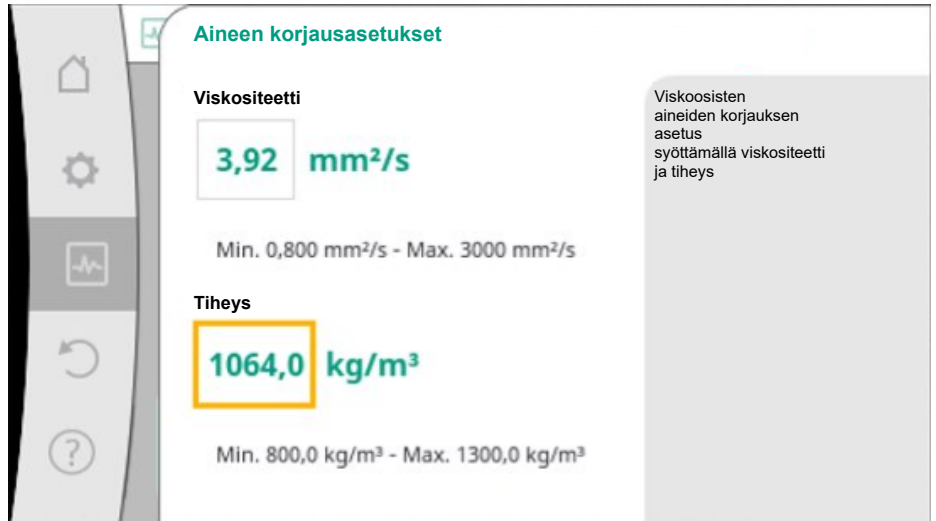 Aineen korjausasetukset
Viskositeetti
3,92 mm²/s
Min. 0,800 mm²/s - Max. 3000 mm²/s
Tiheys
1064,0 kg/m³
Min. 800,0 kg/m³ - Max. 1300,0 kg/m³
Viskoosisten
aineiden korjauksen
asetus
syöttämällä viskositeetti
ja tiheys
?